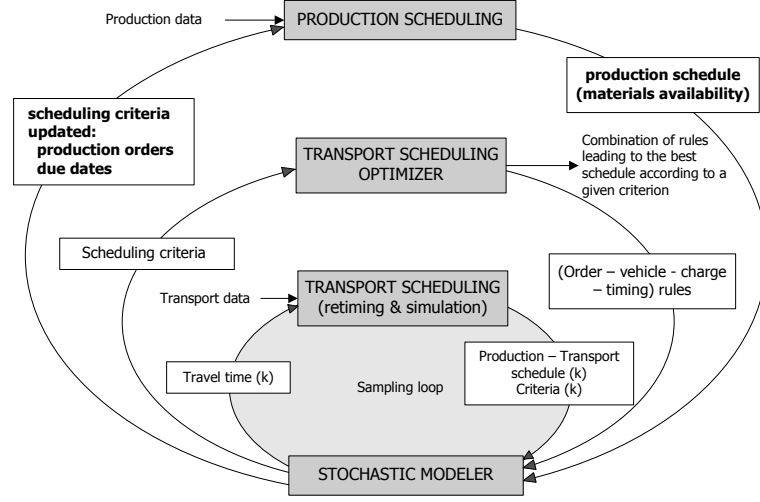 Production data
PRODUCTION SCHEDULING
scheduling criteria
updated:
production orders
due dates
production schedule
(materials availability)
TRANSPORT SCHEDULING
OPTIMIZER
Combination of rules
leading to the best
schedule according to a
given criterion
Scheduling criteria
(Order – vehicle - charge
– timing) rules
Transport data
TRANSPORT SCHEDULING
(retiming & simulation)
Travel time (k)
Sampling loop
Production – Transport
schedule (k)
Criteria (k)
STOCHASTIC MODELER